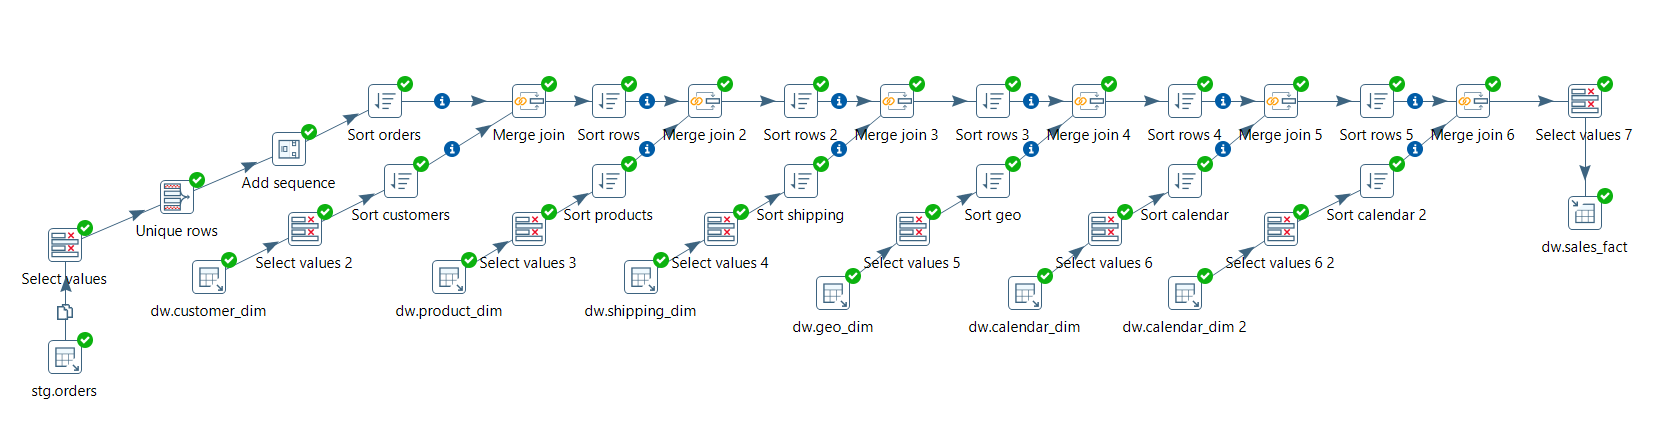 Sort orders
Merge join
Sort rows
Merge join 2
Sort rows 2
Merge join 3
Sort rows 3
Merge join 4
Sort rows 4
Merge join 5
Sort rows 5
Merge join 6
Select values 7
Add sequence
Sort customers
Sort products
Sort shipping
Sort geo
Sort calendar
Sort calendar 2
Unique rows
dw.sales_fact
Select values
Select values 2
Select values 3
Select values 4
Select values 5
Select values 6
Select values 6 2
dw.customer_dim
dw.product_dim
dw.shipping_dim
dw.geo_dim
dw.calendar_dim
dw.calendar_dim 2
stg.orders